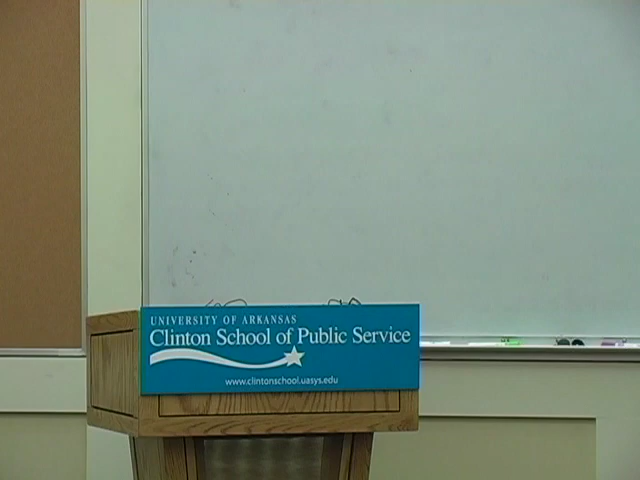 UNIVERSITY OF ARKANSAS
Clinton School of Public Service
www.clintonschool.uasys.edu